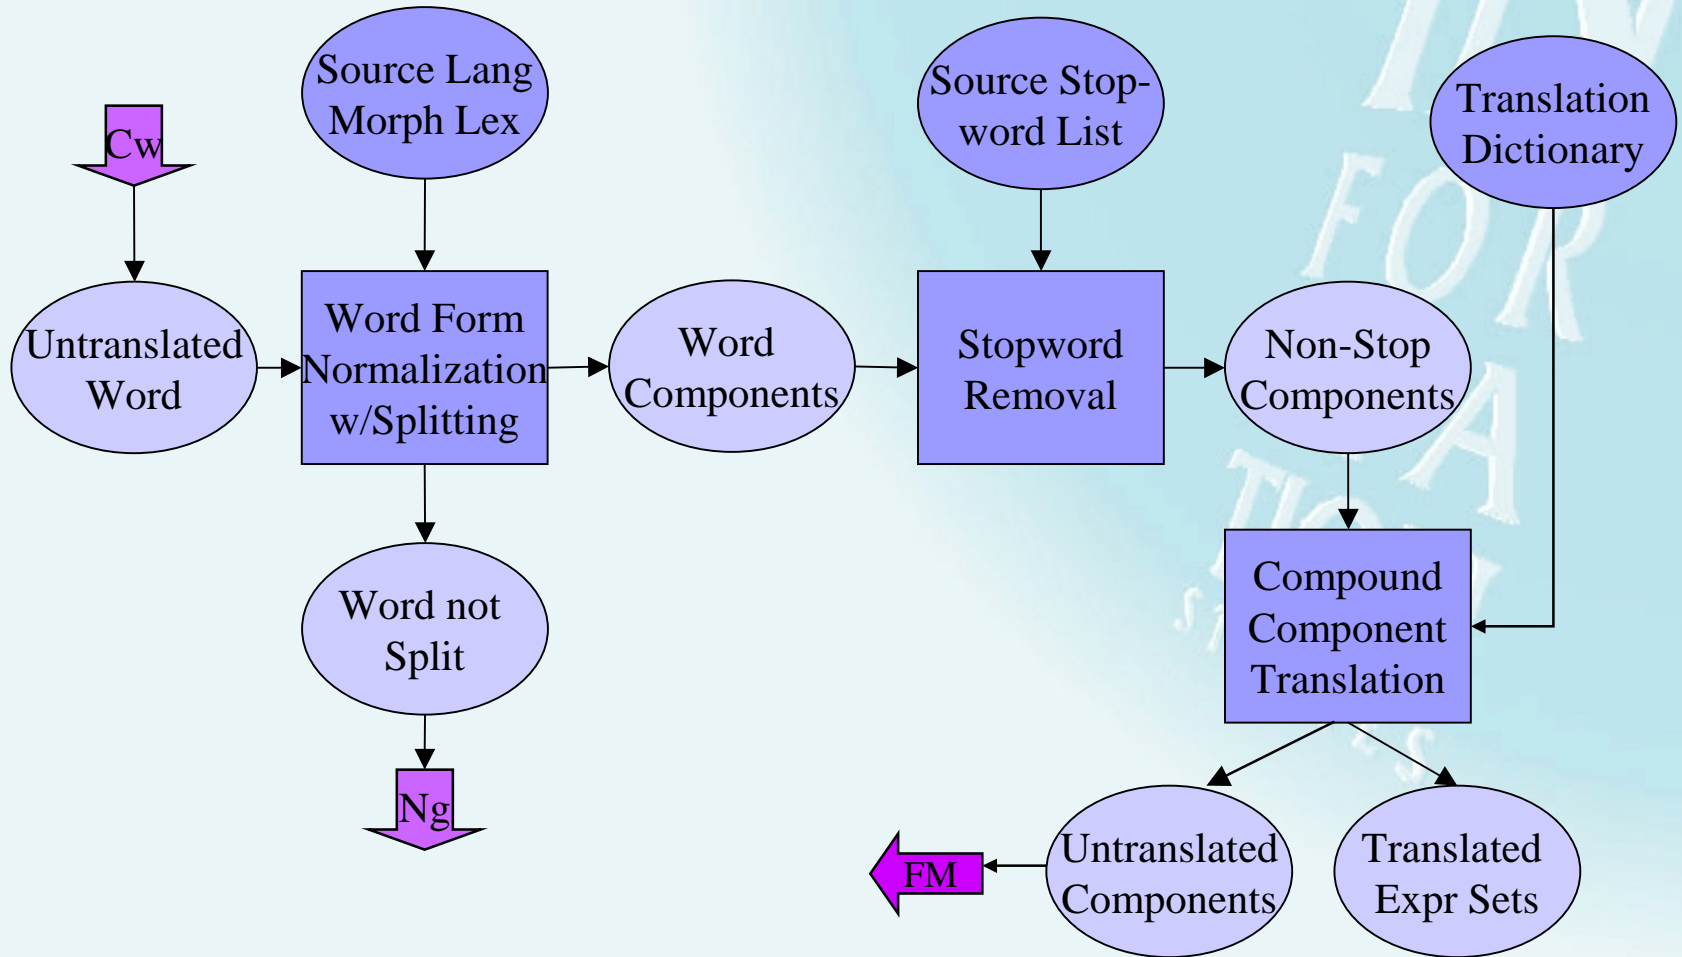 Source Lang
Morph Lex
Source Stop-
word List
Translation
Dictionary
Cw
Untranslated
Word
Word Form
Normalization
w/Splitting
Word
Components
Stopword
Removal
Non-Stop
Components
Word not
Split
Compound
Component
Translation
Ng
FM
Untranslated
Components
Translated
Expr Sets
FOR